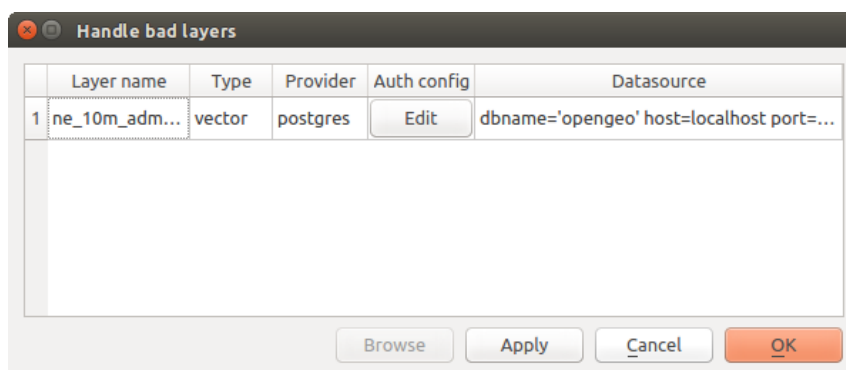 Handle bad layers
Layer name Type Provider Auth config Datasource
1 ne_10m_adm... vector postgres Edit dbname='opengeo' host=localhost port=...
Browse Apply Cancel OK